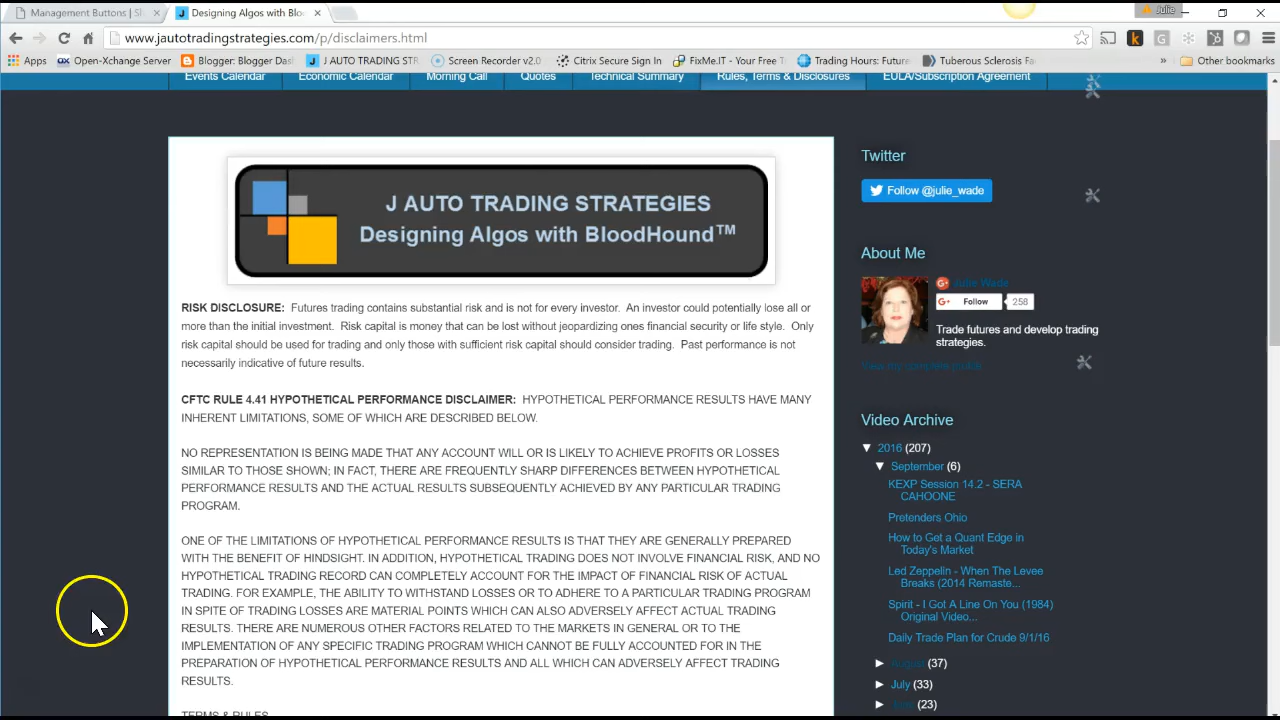 Management Buttons | S
Designing Algos with Bloo
Julie
www.jautotradingstrategies.com/p/disclaimers.html
Apps Open-Xchange Server Blogger: Blogger Das J AUTO TRADING STR Screen Recorder v2.0 Citrix Secure Sign In FixMe.IT - Your Free T Trading Hours: Future Tuberous Sclerosis Fa » Other bookmarks
Events Calendar Economic Calendar Morning Call Quotes Technical Summary Rules, Terms & Disclosures EULA/Subscription Agreement
J AUTO TRADING STRATEGIES
Designing Algos with BloodHound™
RISK DISCLOSURE: Futures trading contains substantial risk and is not for every investor. An investor could potentially lose all or
more than the initial investment. Risk capital is money that can be lost without jeopardizing ones financial security or life style. Only
risk capital should be used for trading and only those with sufficient risk capital should consider trading. Past performance is not
necessarily indicative of future results.
CFTC RULE 4.41 HYPOTHETICAL PERFORMANCE DISCLAIMER: HYPOTHETICAL PERFORMANCE RESULTS HAVE MANY
INHERENT LIMITATIONS, SOME OF WHICH ARE DESCRIBED BELOW.
NO REPRESENTATION IS BEING MADE THAT ANY ACCOUNT WILL OR IS LIKELY TO ACHIEVE PROFITS OR LOSSES
SIMILAR TO THOSE SHOWN; IN FACT, THERE ARE FREQUENTLY SHARP DIFFERENCES BETWEEN HYPOTHETICAL
PERFORMANCE RESULTS AND THE ACTUAL RESULTS SUBSEQUENTLY ACHIEVED BY ANY PARTICULAR TRADING
PROGRAM.
ONE OF THE LIMITATIONS OF HYPOTHETICAL PERFORMANCE RESULTS IS THAT THEY ARE GENERALLY PREPARED
WITH THE BENEFIT OF HINDSIGHT. IN ADDITION, HYPOTHETICAL TRADING DOES NOT INVOLVE FINANCIAL RISK, AND NO
HYPOTHETICAL TRADING RECORD CAN COMPLETELY ACCOUNT FOR THE IMPACT OF FINANCIAL RISK OF ACTUAL
TRADING. FOR EXAMPLE, THE ABILITY TO WITHSTAND LOSSES OR TO ADHERE TO A PARTICULAR TRADING PROGRAM
IN SPITE OF TRADING LOSSES ARE MATERIAL POINTS WHICH CAN ALSO ADVERSELY AFFECT ACTUAL TRADING
RESULTS. THERE ARE NUMEROUS OTHER FACTORS RELATED TO THE MARKETS IN GENERAL OR TO THE
IMPLEMENTATION OF ANY SPECIFIC TRADING PROGRAM WHICH CANNOT BE FULLY ACCOUNTED FOR IN THE
PREPARATION OF HYPOTHETICAL PERFORMANCE RESULTS AND ALL WHICH CAN ADVERSELY AFFECT TRADING
RESULTS.
TERMS & RULES
Twitter
Follow @julie_wade
About Me
Julie Wade
Follow 258
Trade futures and develop trading
strategies.
View my complete profile
Video Archive
▼ 2016 (207)
▼ September (6)
KEXP Session 14.2 - SERA
CAHOONE
Pretenders Ohio
How to Get a Quant Edge in
Today's Market
Led Zeppelin - When The Levee
Breaks (2014 Remaste...
Spirit - I Got A Line On You (1984)
Original Video...
Daily Trade Plan for Crude 9/1/16
► August (37)
► July (33)
► June (23)